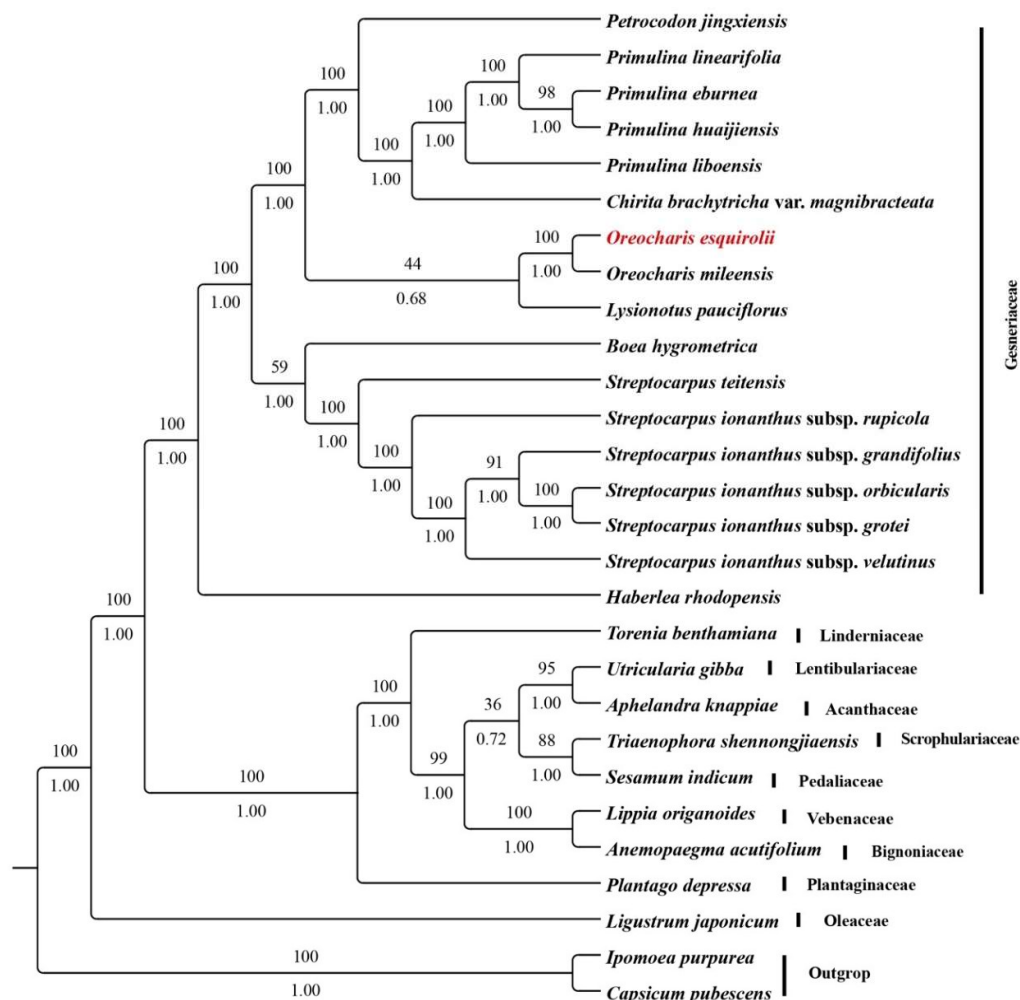 Petrocodon jingxiensis
100
Primulina linearifolia
100
98
Primulina eburnea
1.00
1.00
100
Primulina huaijiensis
1.00
100
1.00
Primulina liboensis
100
1.00
100
Chirita brachytricha var. magnibracteata
1.00
100
Oreocharis esquirolii
44
1.00
Oreocharis mileensis
100
0.68
Lysionotus pauciflorus
1.00
Boea hygrometrica
59
Streptocarpus teitensis
1.00
100
Streptocarpus ionanthus subsp. rupicola
1.00
100
91
Streptocarpus ionanthus subsp. grandifolius
1.00
1.00
100
Streptocarpus ionanthus subsp. orbicularis
100
1.00
Streptocarpus ionanthus subsp. grotei
1.00
100
Streptocarpus ionanthus subsp. velutinus
1.00
Haberlea rhodopensis
Gesneriaceae
100
1.00
Torenia benthamiana Linderniaceae
95
Utricularia gibba Lentibulariaceae
100
1.00
36
1.00
Aphelandra knappiae Acanthaceae
0.72
88
Triaenophora shennongjiaensis Scrophulariaceae
99
1.00
Sesamum indicum Pedaliaceae
1.00
100
1.00
100
1.00
100
Lippia origanoides Vebenaceae
1.00
Anemopaegma acutifolium Bignoniaceae
Plantago depressa Plantaginaceae
Ligustrum japonicum Oleaceae
100
Ipomoea purpurea
1.00
Outgrop
Capsicum pubescens